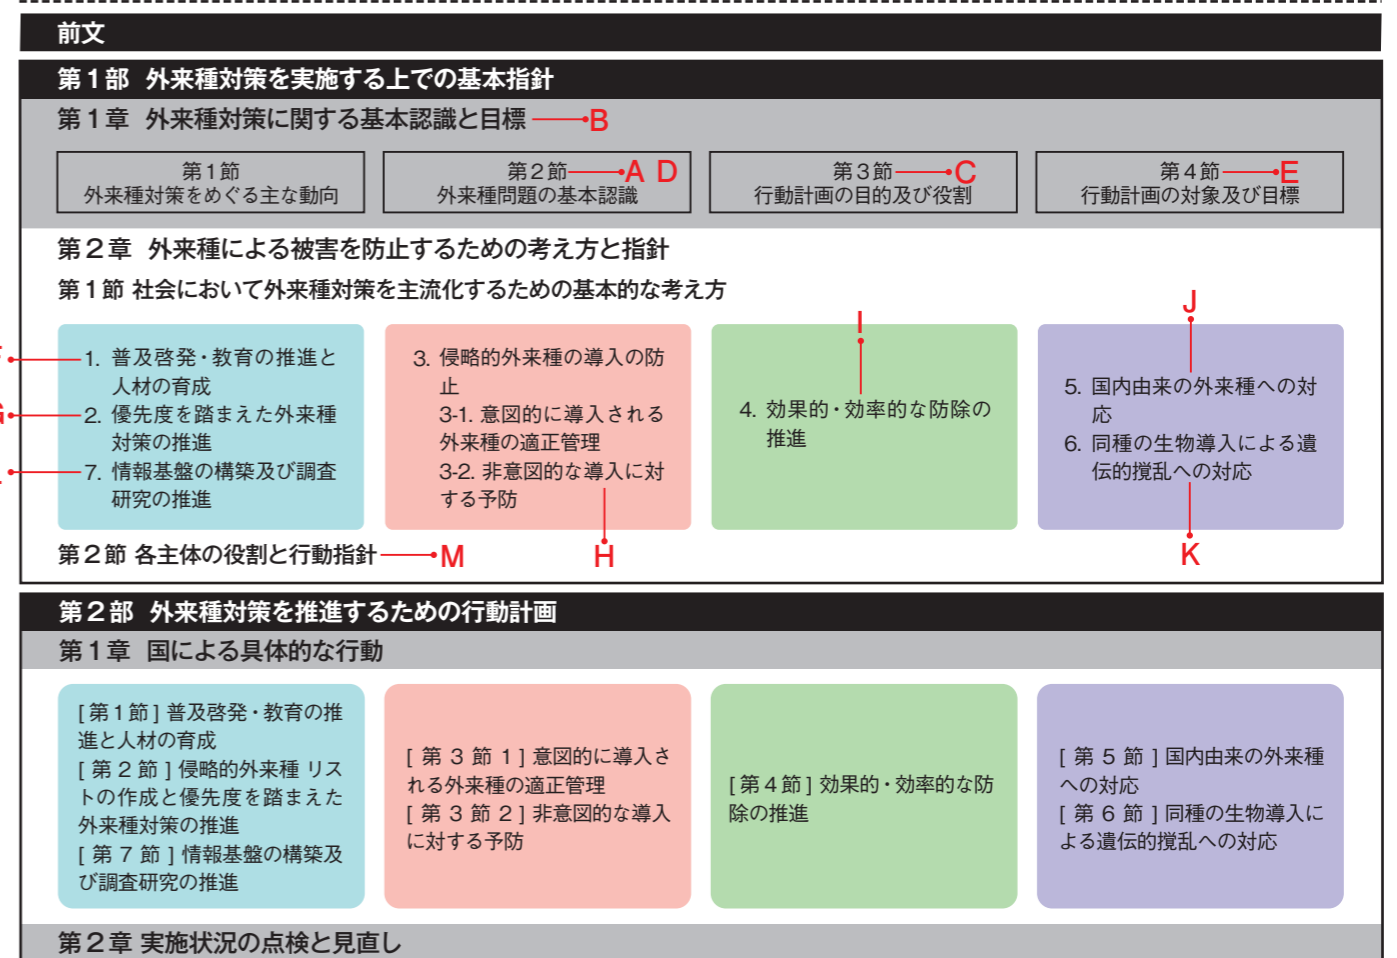 前文
第1部 外来種対策を実施する上での基本指針
第1章 外来種対策に関する基本認識と目標
B
第1節
外来種対策をめぐる主な動向
第2節
A D
外来種問題の基本認識
第3節
C
行動計画の目的及び役割
第4節
E
行動計画の対象及び目標
第2章 外来種による被害を防止するための考え方と指針
第1節 社会において外来種対策を主流化するための基本的な考え方
1. 普及啓発・教育の推進と
人材の育成
2. 優先度を踏まえた外来種
対策の推進
7. 情報基盤の構築及び調査
研究の推進
3. 侵略的外来種の導入の防
止
3-1. 意図的に導入される
外来種の適正管理
3-2. 非意図的な導入に対
する予防
H
I
4. 効果的・効率的な防除の
推進
J
5. 国内由来の外来種への対
応
6. 同種の生物導入による遺
伝的撹乱への対応
K
第2節 各主体の役割と行動指針
M
第2部 外来種対策を推進するための行動計画
第1章 国による具体的な行動
[ 第1節 ] 普及啓発・教育の推
進と人材の育成
[ 第 2 節 ] 侵略的外来種 リス
トの作成と優先度を踏まえた
外来種対策の推進
[ 第 7 節 ] 情報基盤の構築及
び調査研究の推進
[ 第 3 節 1 ] 意図的に導入さ
れる外来種の適正管理
[ 第 3 節 2 ] 非意図的な導入
に対する予防
[ 第4節 ] 効果的・効率的な防
除の推進
[ 第 5 節 ] 国内由来の外来種
への対応
[ 第 6 節 ] 同種の生物導入に
よる遺伝的撹乱への対応
第2章 実施状況の点検と見直し